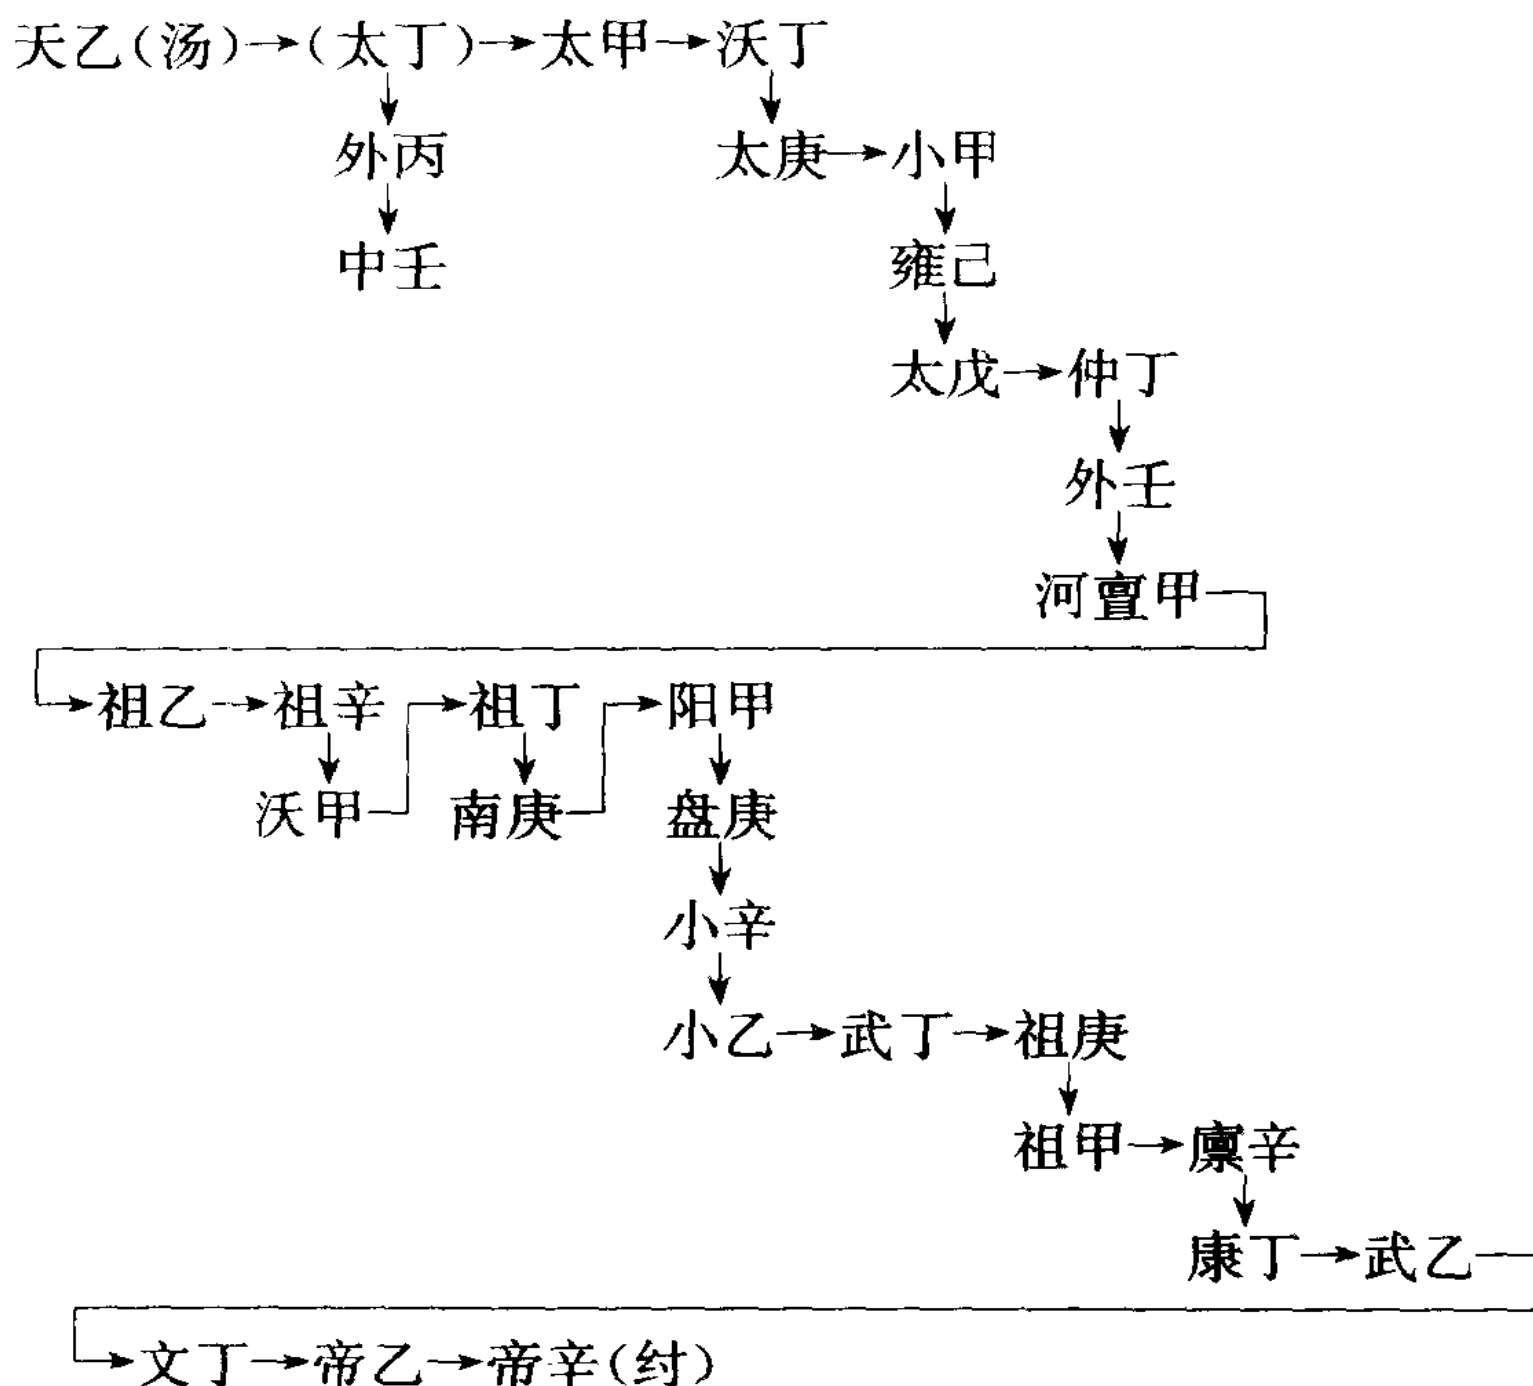 天乙(汤)→(太丁)→太甲→沃丁
外丙 太庚→小甲
中壬 雍己
太戊→仲丁
外壬
河亶甲
祖乙→祖辛 祖丁 阳甲
沃甲 南庚 盘庚
小辛
小乙→武丁→祖庚
祖甲→廪辛
康丁→武乙
文丁→帝乙→帝辛(纣)